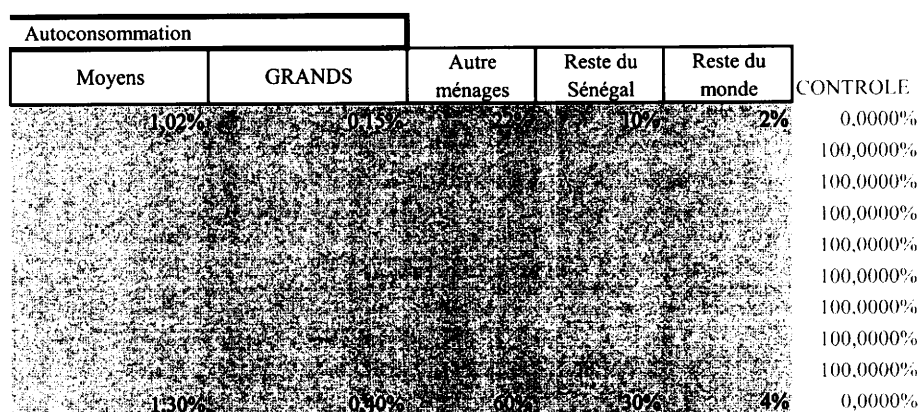 Autoconsommation
Moyens GRANDS Autre ménages Reste du Sénégal Reste du monde CONTROLE
1,02% 0,15% 22% 10% 2% 0,0000%
100,0000%
100,0000%
100,0000%
100,0000%
100,0000%
100,0000%
100,0000%
100,0000%
1,30% 0,40% 60% 30% 4% 0,0000%